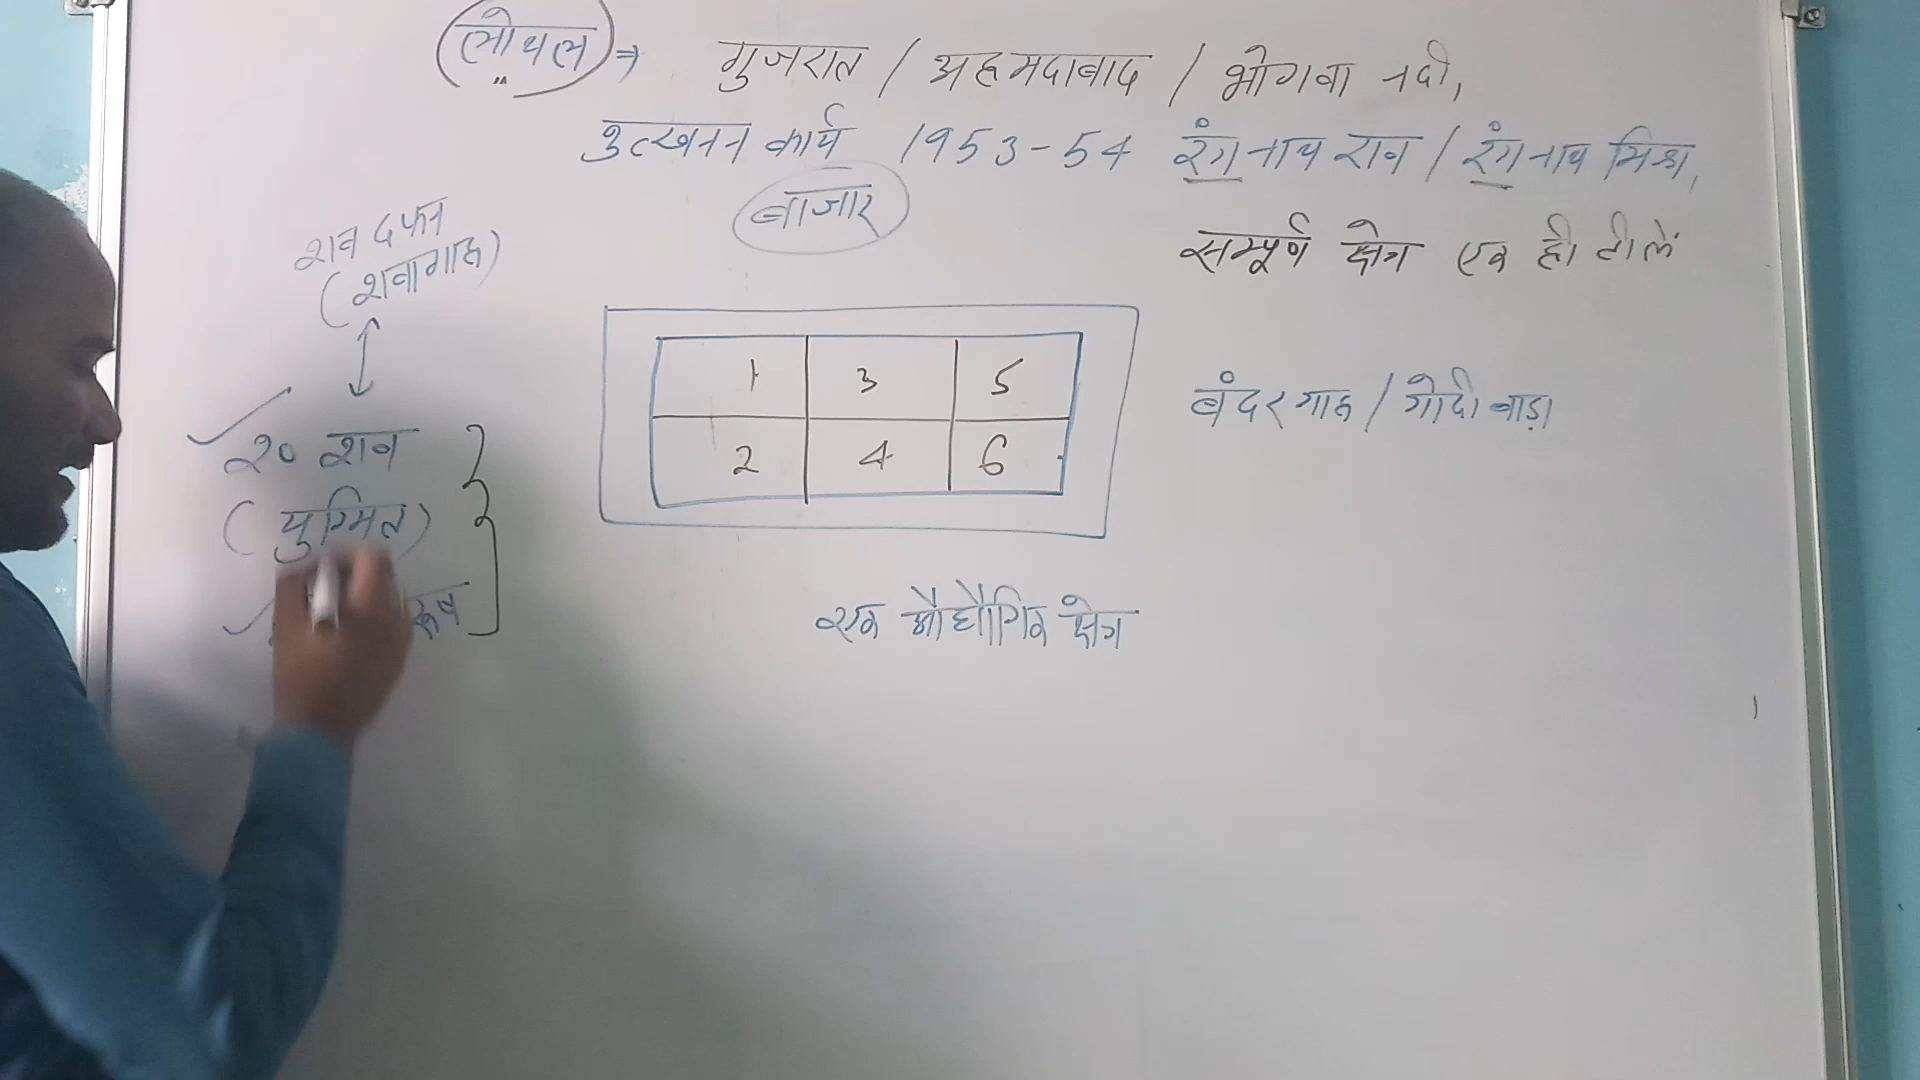 लोथल ⇒ गुजरात / अहमदाबाद / भोगवा नदी,
उत्खनन कार्य 1953-54 रंगनाथ राव / रंगनाथ मिश्रा,
बाजार
सम्पूर्ण क्षेत्र एक ही टीले
शव दफन
(शवागाह)
1 3 5
2 4 6
बंदरगाह / गोदी वाड़ा
20 शव
(युग्मित)
एक औद्यौगिक क्षेत्र